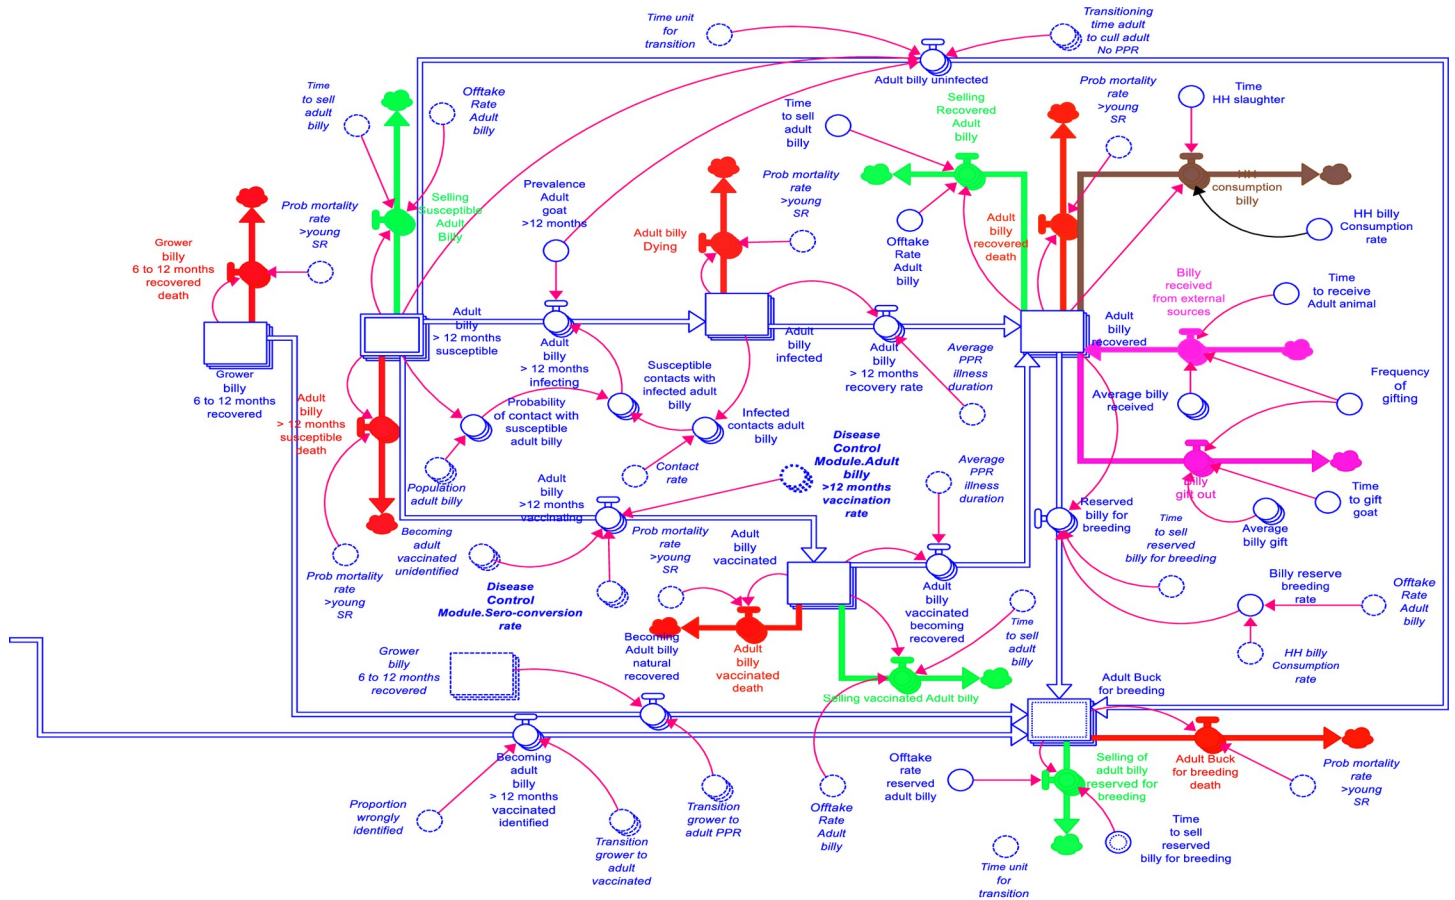 Time unit
for
transition
Transitioning
time adult
to cull adult
No PPR
Adult billy uninfected
Time
to sell
adult
billy
Offtake
Rate
Adult
billy
Selling
Recovered
Adult
billy
Time
to sell
adult
billy
Prob mortality
rate
>young
SR
Time
HH slaughter
HH
consumption
billy
HH billy
Consumption
rate
Grower
billy
6 to 12 months
recovered
death
Prob mortality
rate
>young
SR
Selling
Susceptible
Adult
Billy
Prevalence
Adult
goat
>12 months
Adult billy
Dying
Prob mortality
rate
>young
SR
Offtake
Rate
Adult
billy
Adult
billy
recovered
death
Billy
received
from external
sources
Time
to receive
Adult animal
Grower
billy
6 to 12 months
recovered
Adult
billy
> 12 months
susceptible
Adult
billy
> 12 months
infecting
Adult
billy
infected
Adult
billy
> 12 months
recovery rate
Average
PPR
illness
duration
Adult
billy
recovered
Average billy
received
Frequency
of
gifting
Adult
billy
> 12 months
susceptible
death
Probability
of contact with
susceptible
adult billy
Susceptible
contacts with
infected adult
billy
Infected
contacts adult
billy
Population
adult billy
Contact
rate
Disease
Control
Module.Adult
billy
>12 months
vaccination
rate
Average
PPR
illness
duration
Billy
gift out
Time
to gift
goat
Average
billy gift
Adult
billy
>12 months
vaccinating
Becoming
adult
vaccinated
unidentified
Prob mortality
rate
>young
SR
Disease
Control
Module.Sero-conversion
rate
Prob mortality
rate
>young
SR
Adult
billy
vaccinated
Adult
billy
vaccinated
becoming
recovered
Reserved
billy for
breeding
Time
to sell
reserved
billy for breeding
Billy reserve
breeding
rate
Offtake
Rate
Adult
billy
HH billy
Consumption
rate
Grower
billy
6 to 12 months
recovered
Becoming
Adult billy
natural
recovered
Adult
billy
vaccinated
death
Time
to sell
adult
billy
Selling vaccinated Adult billy
Adult Buck
for breeding
Becoming
adult
billy
> 12 months
vaccinated
identified
Proportion
wrongly
identified
Transition
grower to
adult
vaccinated
Transition
grower to
adult PPR
Offtake
Rate
Adult
billy
Offtake
rate
reserved
adult billy
Selling of
adult billy
reserved for
breeding
Adult Buck
for breeding
death
Prob mortality
rate
>young
SR
Time
to sell
reserved
billy for breeding
Time unit
for
transition